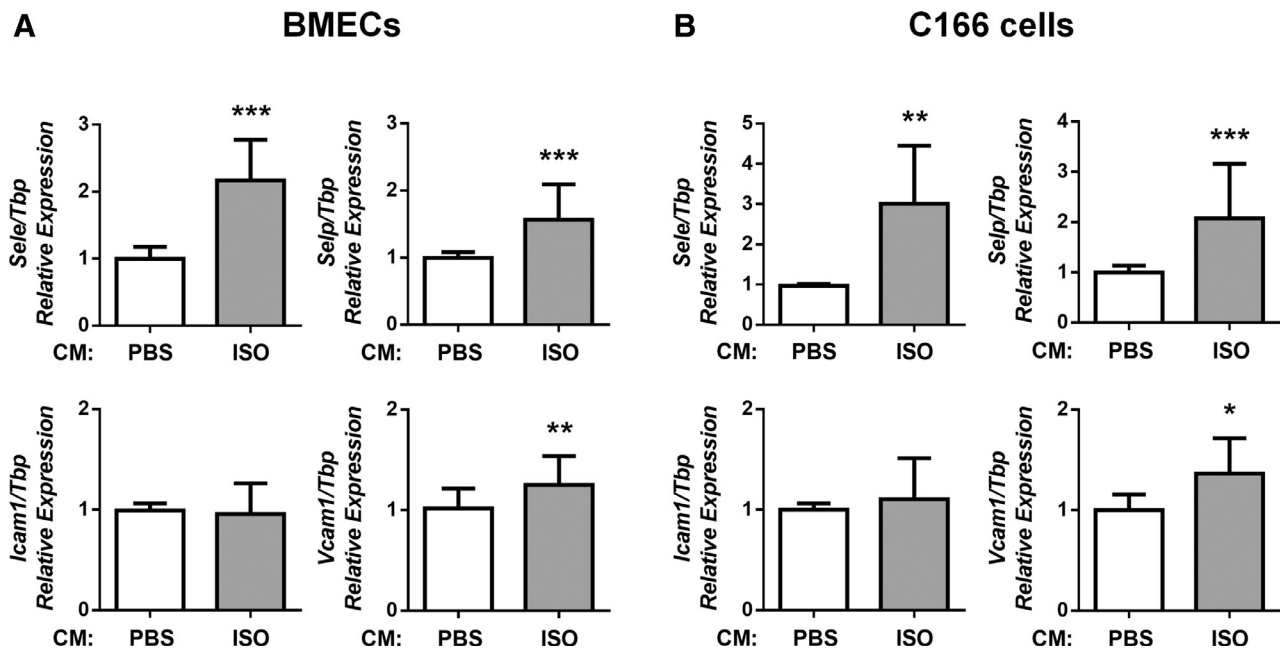 A
BMECs
B
C166 cells
Sele/Tbp
Relative Expression
3
2
1
0
***
CM:
PBS
ISO
Selp/Tbp
Relative Expression
3
2
1
0
***
CM:
PBS
ISO
Sele/Tbp
Relative Expression
5
4
3
2
1
0
**
CM:
PBS
ISO
Selp/Tbp
Relative Expression
4
3
2
1
0
***
CM:
PBS
ISO
Icam1/Tbp
Relative Expression
2
1
0
CM:
PBS
ISO
Vcam1/Tbp
Relative Expression
2
1
0
**
CM:
PBS
ISO
Icam1/Tbp
Relative Expression
2
1
0
CM:
PBS
ISO
Vcam1/Tbp
Relative Expression
2
1
0
*
CM:
PBS
ISO